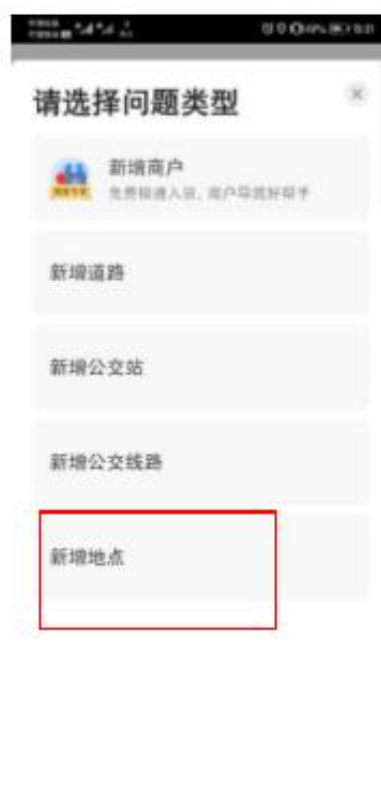 请选择问题类型
新增商户
免费极速入驻，商户导流好帮手
新增道路
新增公交站
新增公交线路
新增地点